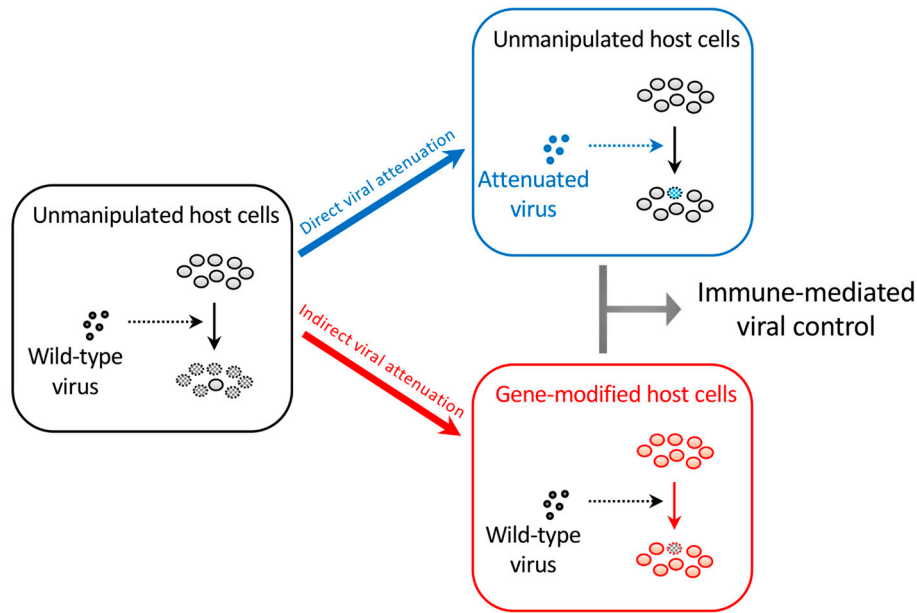 Unmanipulated host cells
Wild-type
virus
Direct viral attenuation
Indirect viral attenuation
Unmanipulated host cells
Attenuated
virus
Gene-modified host cells
Wild-type
virus
Immune-mediated
viral control